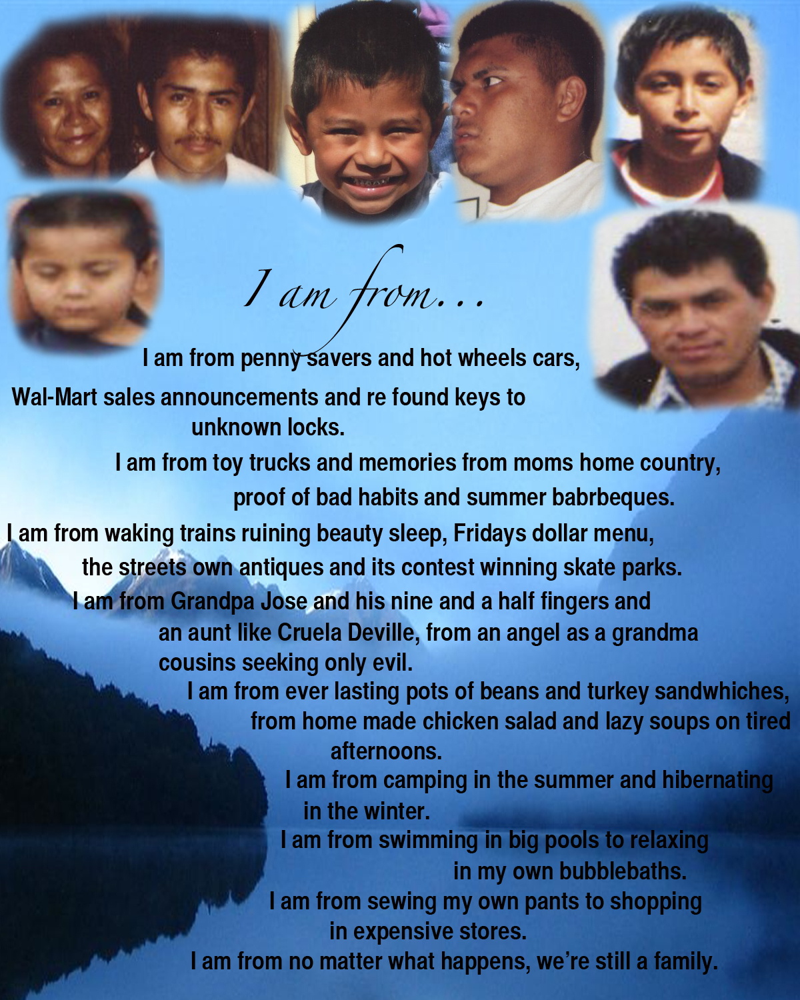 I am from...
I am from penny savers and hot wheels cars,
Wal-Mart sales announcements and re found keys to
unknown locks.
I am from toy trucks and memories from moms home country,
proof of bad habits and summer babrbeques.
I am from waking trains ruining beauty sleep, Fridays dollar menu,
the streets own antiques and its contest winning skate parks.
I am from Grandpa Jose and his nine and a half fingers and
an aunt like Cruela Deville, from an angel as a grandma
cousins seeking only evil.
I am from ever lasting pots of beans and turkey sandwhiches,
from home made chicken salad and lazy soups on tired
afternoons.
I am from camping in the summer and hibernating
in the winter.
I am from swimming in big pools to relaxing
in my own bubblebaths.
I am from sewing my own pants to shopping
in expensive stores.
I am from no matter what happens, we’re still a family.